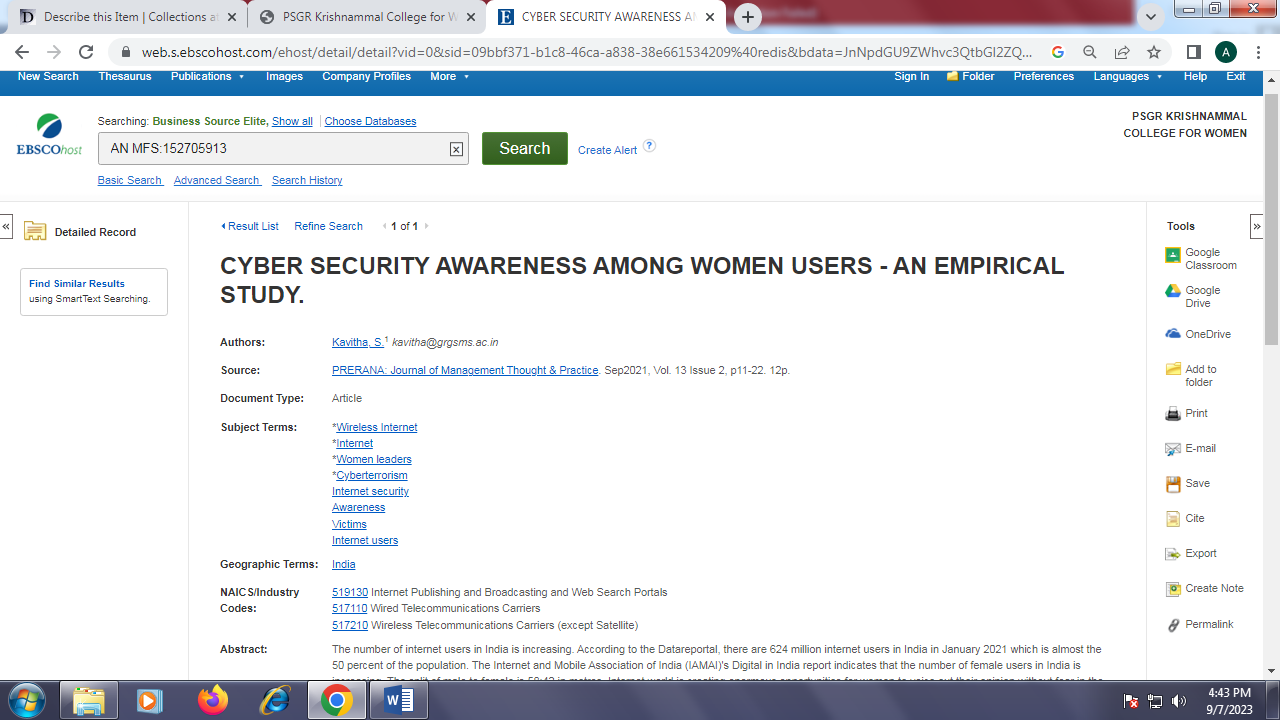 Describe this Item | Collections a
PSGR Krishnammal College for W
CYBER SECURITY AWARENESS A
web.s.ebscohost.com/ehost/detail/detail?vid=0&sid=09bbf371-b1c8-46ca-a838-38e661534209%40redis&bdata=JnNpdGU9ZWhvc3QtbGl2ZQ...
A
New Search Thesaurus Publications Images Company Profiles More Sign In Folder Preferences Languages Help Exit
EBSCOhost
Searching: Business Source Elite, Show all | Choose Databases
AN MFS:152705913
Search
Create Alert ?
Basic Search Advanced Search Search History
PSGR KRISHNAMMAL
COLLEGE FOR WOMEN
«
Detailed Record
Find Similar Results
using SmartText Searching.
Result List Refine Search 1 of 1
CYBER SECURITY AWARENESS AMONG WOMEN USERS - AN EMPIRICAL
STUDY.
Authors: Kavitha, S.1 kavitha@grgsms.ac.in
Source: PRERANA: Journal of Management Thought & Practice. Sep2021, Vol. 13 Issue 2, p11-22. 12p.
Document Type: Article
Subject Terms: *Wireless Internet
*Internet
*Women leaders
*Cyberterrorism
Internet security
Awareness
Victims
Internet users
Geographic Terms: India
NAICS/Industry 519130 Internet Publishing and Broadcasting and Web Search Portals
Codes: 517110 Wired Telecommunications Carriers
517210 Wireless Telecommunications Carriers (except Satellite)
Abstract: The number of internet users in India is increasing. According to the Datareportal, there are 624 million internet users in India in January 2021 which is almost the
50 percent of the population. The Internet and Mobile Association of India (IAMAI)'s Digital in India report indicates that the number of female users in India is
Tools
»
Google
Classroom
Google
Drive
OneDrive
Add to
folder
Print
E-mail
Save
Cite
Export
Create Note
Permalink
4:43 PM
9/7/2023